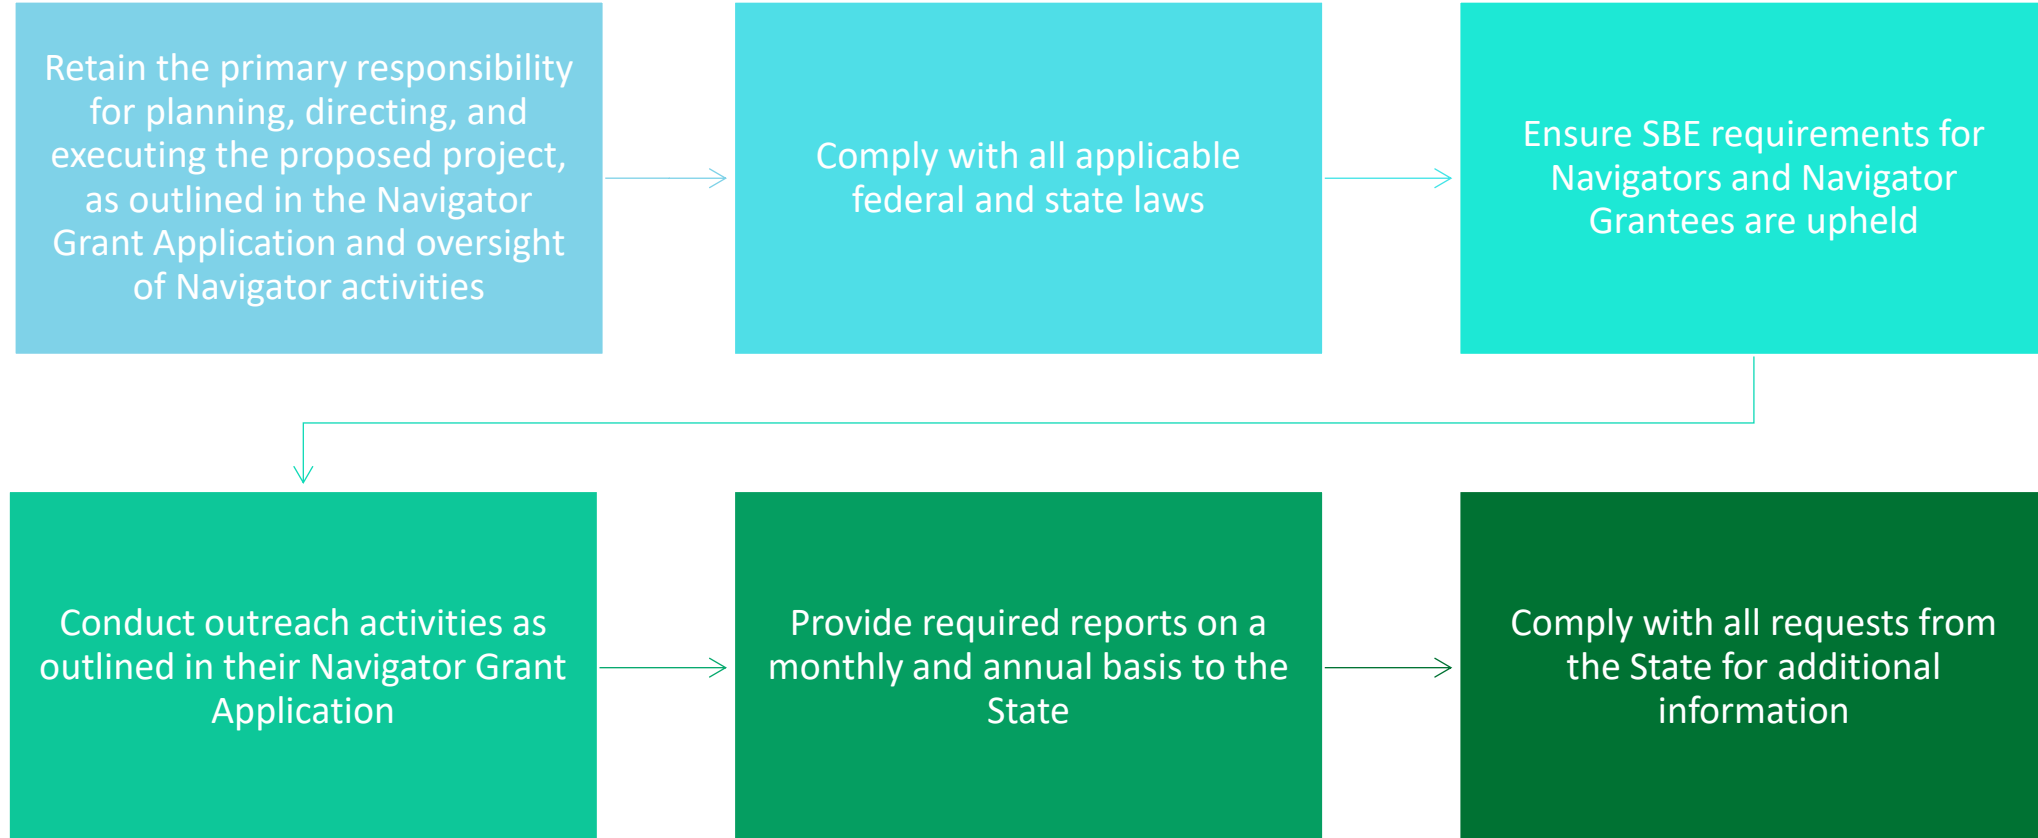 Retain the primary responsibility
for planning, directing, and
executing the proposed project,
as outlined in the Navigator
Grant Application and oversight
of Navigator activities
Comply with all applicable
federal and state laws
Ensure SBE requirements for
Navigators and Navigator
Grantees are upheld
Conduct outreach activities as
outlined in their Navigator Grant
Application
Provide required reports on a
monthly and annual basis to the
State
Comply with all requests from
the State for additional
information